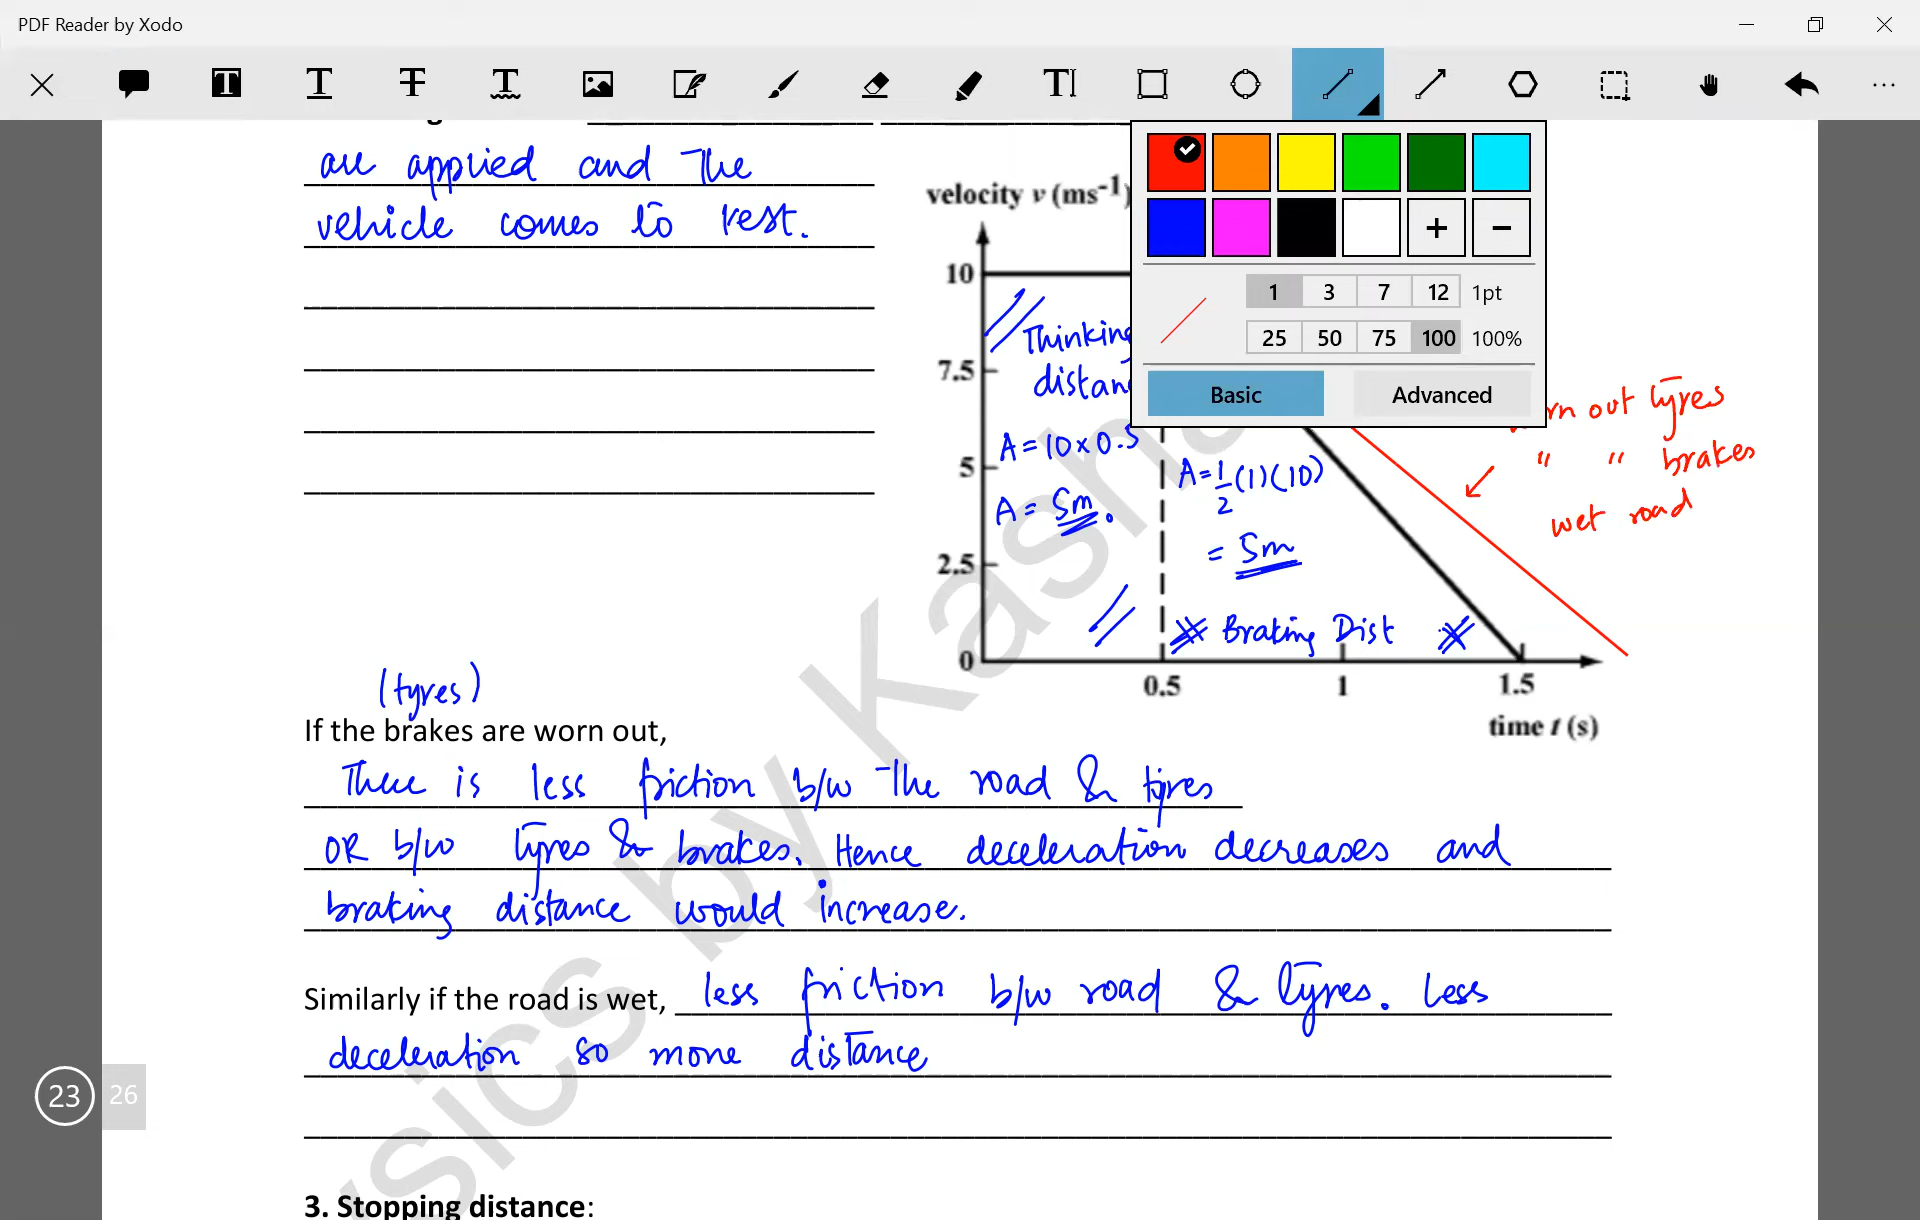 PDF Reader by Xodo
are applied and The
vehicle comes to rest.
velocity v (ms-1)
10
7.5
5
2.5
0
0.5
1
1.5
time t (s)
Thinking
distan
A = 10 x 0.5
A = 5m.
A = 1/2 (1)(10)
= 5m
Braking Dist
1 3 7 12 1pt
25 50 75 100 100%
Basic Advanced
rn out tyres
" " brakes
wet road
(tyres)
If the brakes are worn out,
There is less friction b/w The road & tyres
OR b/w tyres & brakes. Hence deceleration decreases and
braking distance would increase.
Similarly if the road is wet, less friction b/w road & tyres. Less
deceleration so more distance
23 26
3. Stopping distance:
ysics by Kasha